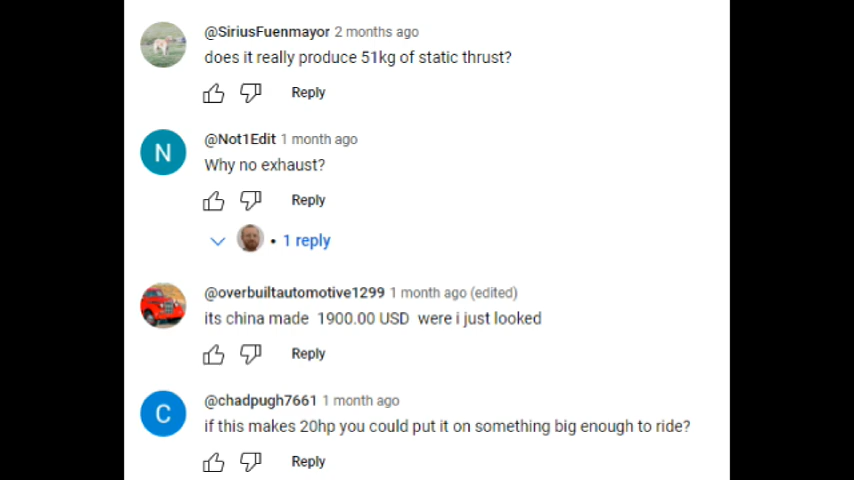 @SiriusFuenmayor 2 months ago
does it really produce 51kg of static thrust?
Reply
N
@Not1Edit 1 month ago
Why no exhaust?
Reply
• 1 reply
@overbuiltautomotive1299 1 month ago (edited)
its china made 1900.00 USD were i just looked
Reply
C
@chadpugh7661 1 month ago
if this makes 20hp you could put it on something big enough to ride?
Reply